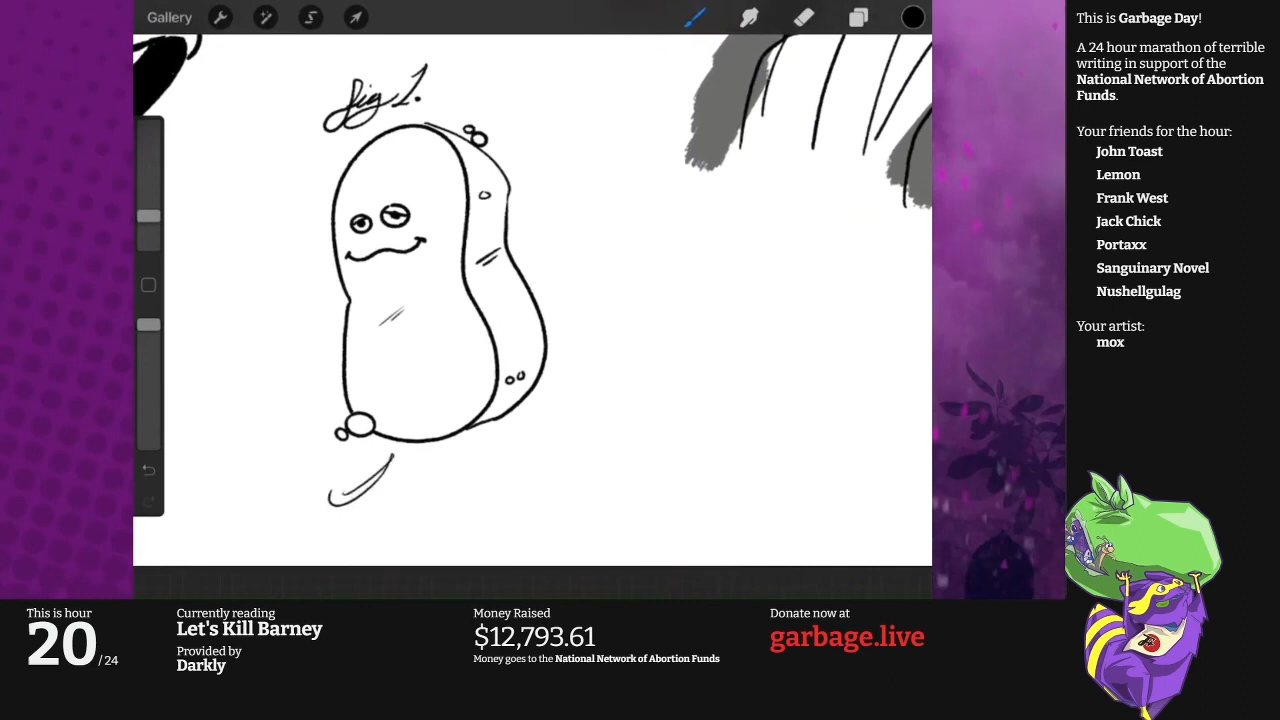 Gallery
fig 1.
This is Garbage Day!
A 24 hour marathon of terrible
writing in support of the
National Network of Abortion
Funds.
Your friends for the hour:
John Toast
Lemon
Frank West
Jack Chick
Portaxx
Sanguinary Novel
Nushellgulag
Your artist:
mox
This is hour
20/24
Currently reading
Let's Kill Barney
Provided by
Darkly
Money Raised
$12,793.61
Money goes to the National Network of Abortion Funds
Donate now at
garbage.live